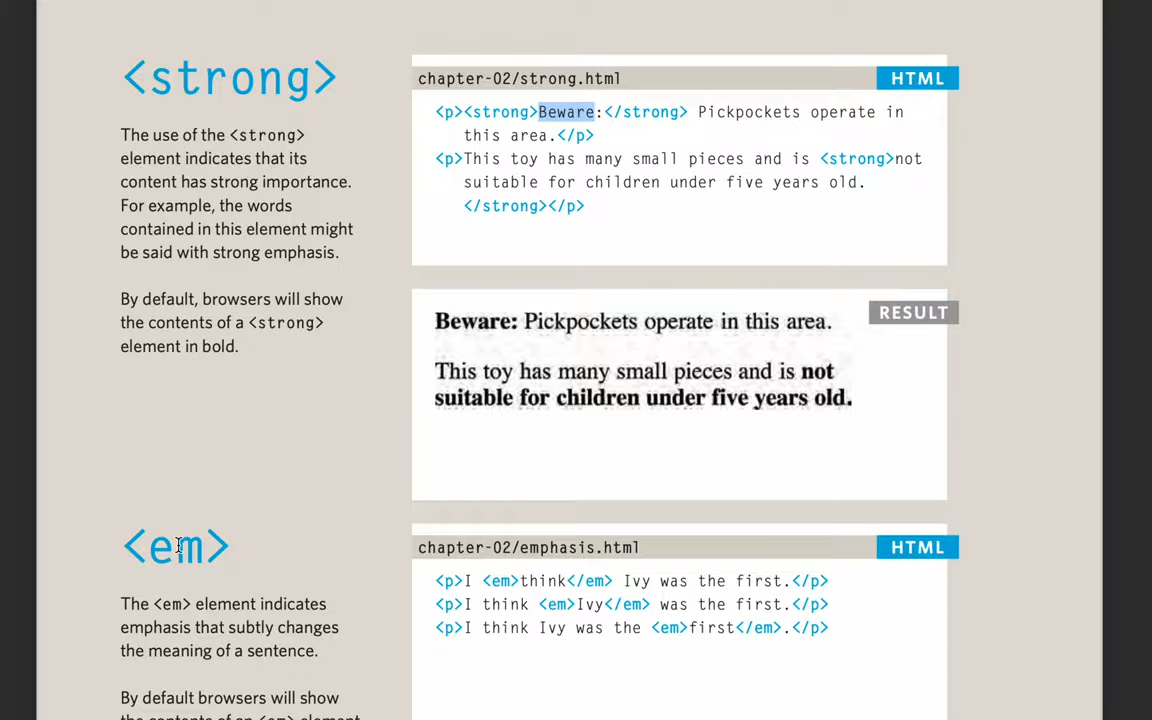 <strong>
The use of the <strong>
element indicates that its
content has strong importance.
For example, the words
contained in this element might
be said with strong emphasis.
By default, browsers will show
the contents of a <strong>
element in bold.
chapter-02/strong.html
HTML
<p><strong>Beware:</strong> Pickpockets operate in
this area.</p>
<p>This toy has many small pieces and is <strong>not
suitable for children under five years old.
</strong></p>
RESULT
Beware: Pickpockets operate in this area.
This toy has many small pieces and is not
suitable for children under five years old.
<em>
The <em> element indicates
emphasis that subtly changes
the meaning of a sentence.
By default browsers will show
the contents of an <em> element
chapter-02/emphasis.html
HTML
<p>I <em>think</em> Ivy was the first.</p>
<p>I think <em>Ivy</em> was the first.</p>
<p>I think Ivy was the <em>first</em>.</p>